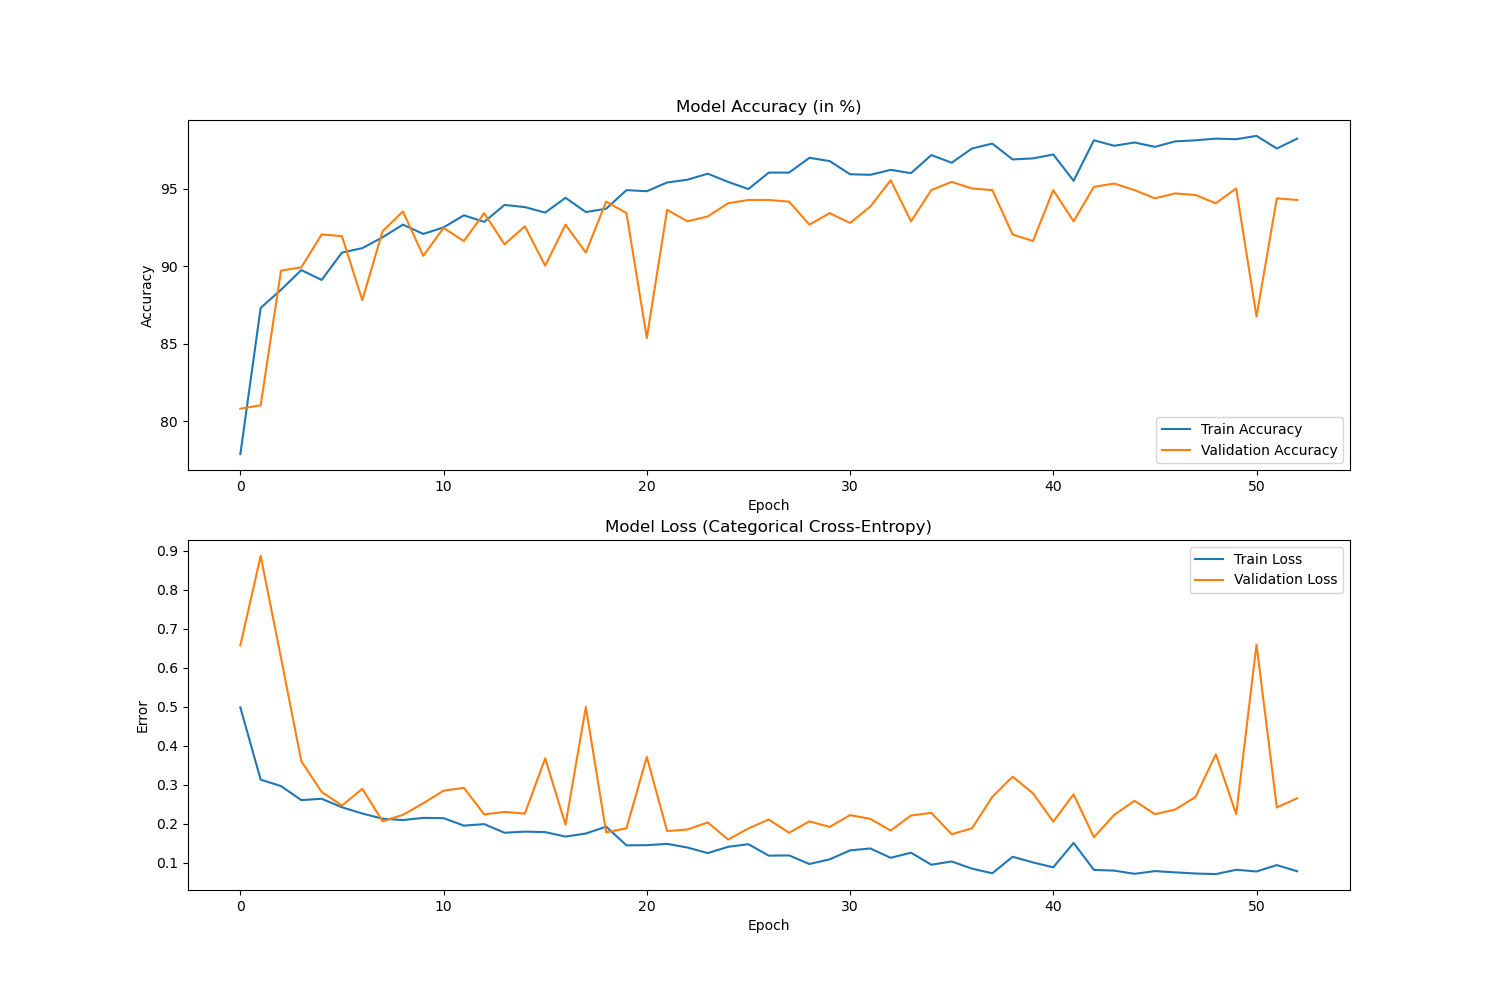 Model Accuracy (in %)
Accuracy
95
90
85
80
0 10 20 30 40 50
Epoch
Train Accuracy
Validation Accuracy
Model Loss (Categorical Cross-Entropy)
Error
0.9
0.8
0.7
0.6
0.5
0.4
0.3
0.2
0.1
0 10 20 30 40 50
Epoch
Train Loss
Validation Loss